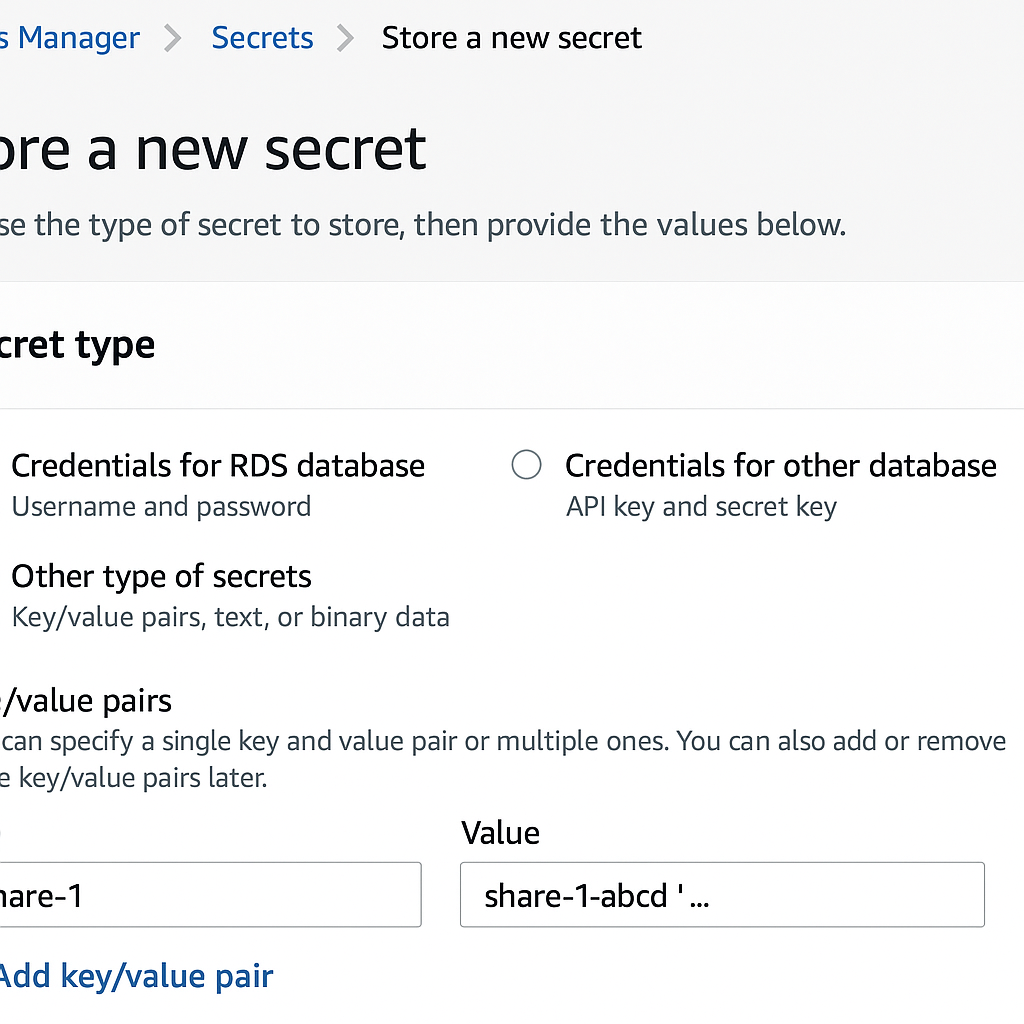 s Manager > Secrets > Store a new secret
ore a new secret
se the type of secret to store, then provide the values below.
cret type
Credentials for RDS database
Username and password
Credentials for other database
API key and secret key
Other type of secrets
Key/value pairs, text, or binary data
/value pairs
can specify a single key and value pair or multiple ones. You can also add or remove
e key/value pairs later.
Value
hare-1
share-1-abcd ' ...
Add key/value pair